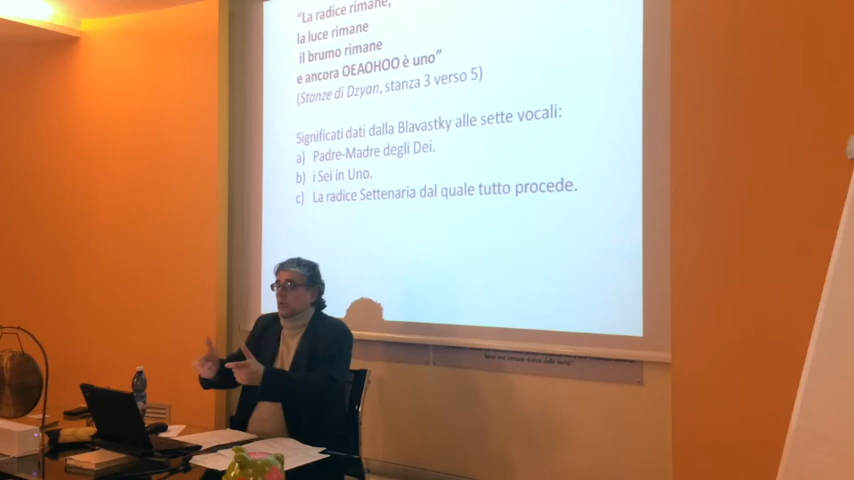 “La radice rimane,
la luce rimane
il brumo rimane
e ancora OEAOHOO è uno”
(Stanze di Dzyan, stanza 3 verso 5)
Significati dati dalla Blavastky alle sette vocali:
a) Padre-Madre degli Dei.
b) i Sei in Uno.
c) La radice Settenaria dal quale tutto procede.